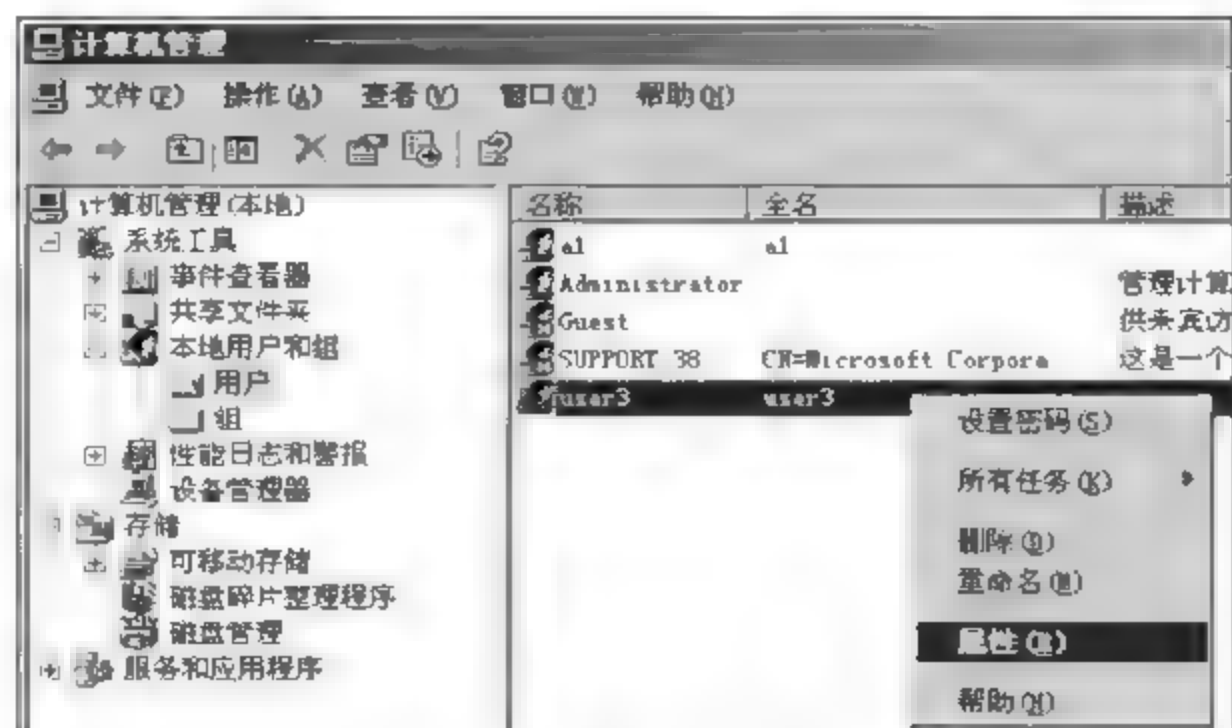 计算机管理
文件(F) 操作(A) 查看(V) 窗口(W) 帮助(H)
计算机管理(本地)
系统工具
事件查看器
共享文件夹
本地用户和组
用户
组
性能日志和警报
设备管理器
存储
可移动存储
磁盘碎片整理程序
磁盘管理
服务和应用程序
名称 全名 描述
a1 a1
Administrator 管理计算
Guest 供来宾访
SUPPORT_38 CN=Microsoft Corpora 这是一个
user3 user3
设置密码(S)
所有任务(K)
删除(D)
重命名(M)
属性(R)
帮助(H)